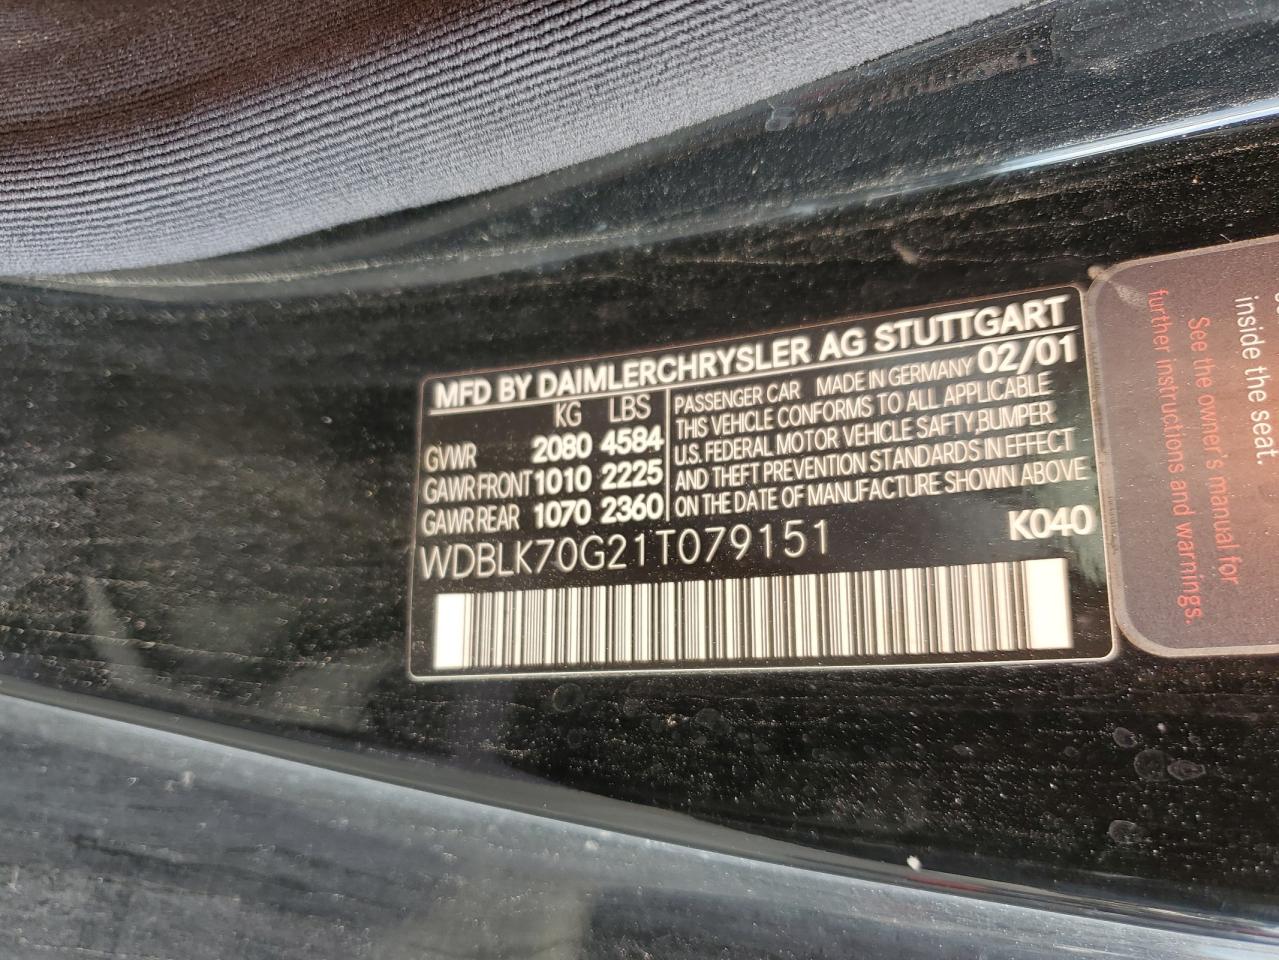 MFD BY DAIMLERCHRYSLER AG STUTTGART
KG LBS
GVWR 2080 4584
GAWR FRONT 1010 2225
GAWR REAR 1070 2360
PASSENGER CAR MADE IN GERMANY 02/01
THIS VEHICLE CONFORMS TO ALL APPLICABLE
U.S. FEDERAL MOTOR VEHICLE SAFTY,BUMPER
AND THEFT PREVENTION STANDARDS IN EFFECT
ON THE DATE OF MANUFACTURE SHOWN ABOVE
WDBLK70G21T079151 K040
inside the seat.
See the owner's manual for
further instructions and warnings.